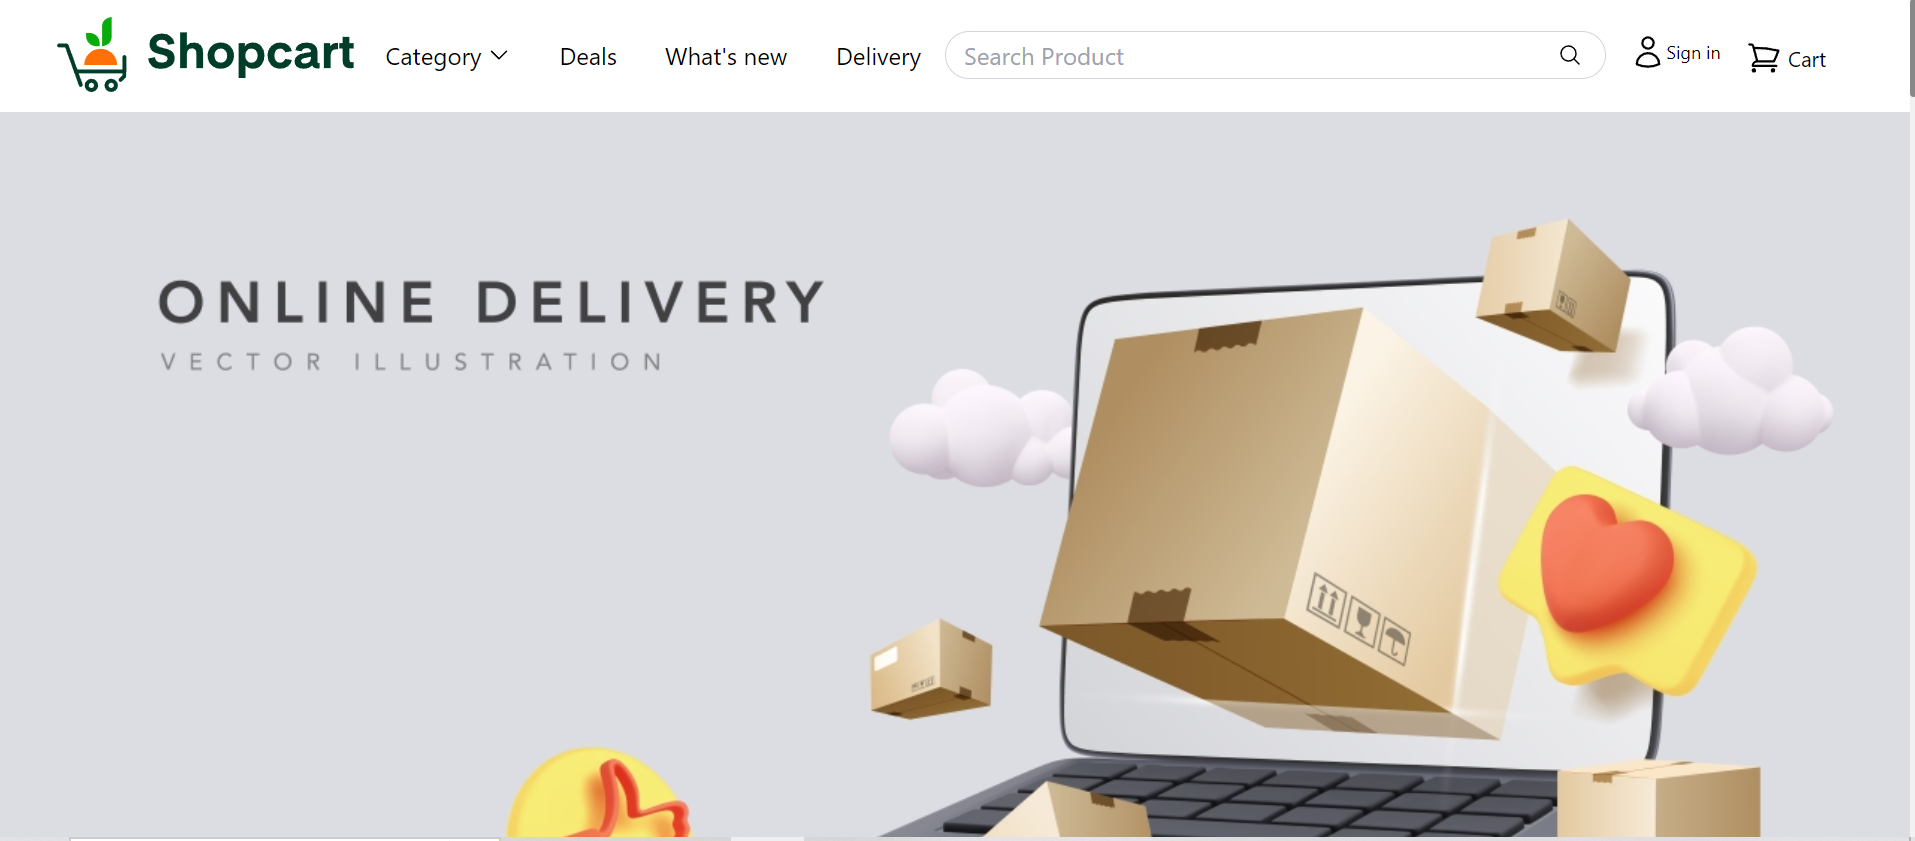 Shopcart Category Deals What's new Delivery Search Product Sign in Cart
ONLINE DELIVERY
VECTOR ILLUSTRATION